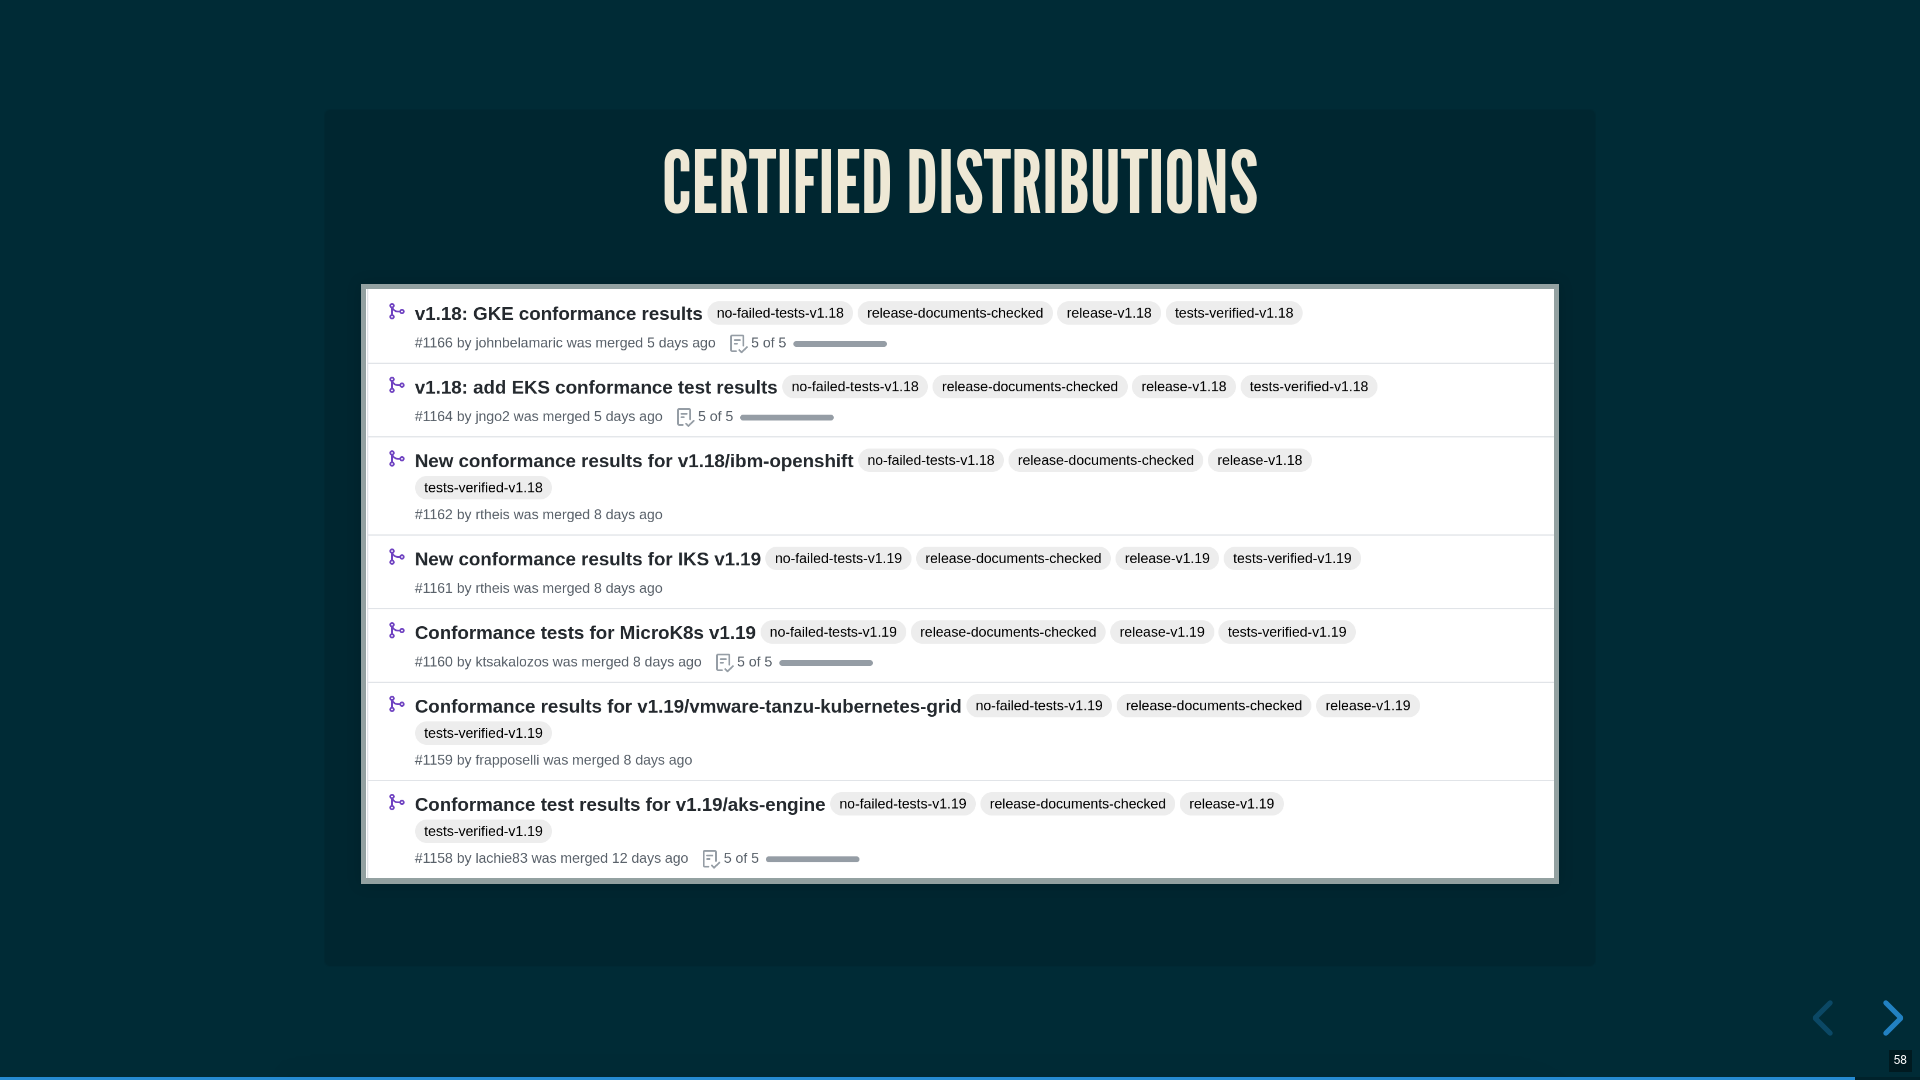 CERTIFIED DISTRIBUTIONS
v1.18: GKE conformance results no-failed-tests-v1.18 release-documents-checked release-v1.18 tests-verified-v1.18
#1166 by johnbelamaric was merged 5 days ago 5 of 5
v1.18: add EKS conformance test results no-failed-tests-v1.18 release-documents-checked release-v1.18 tests-verified-v1.18
#1164 by jngo2 was merged 5 days ago 5 of 5
New conformance results for v1.18/ibm-openshift no-failed-tests-v1.18 release-documents-checked release-v1.18
tests-verified-v1.18
#1162 by rtheis was merged 8 days ago
New conformance results for IKS v1.19 no-failed-tests-v1.19 release-documents-checked release-v1.19 tests-verified-v1.19
#1161 by rtheis was merged 8 days ago
Conformance tests for MicroK8s v1.19 no-failed-tests-v1.19 release-documents-checked release-v1.19 tests-verified-v1.19
#1160 by ktsakalozos was merged 8 days ago 5 of 5
Conformance results for v1.19/vmware-tanzu-kubernetes-grid no-failed-tests-v1.19 release-documents-checked release-v1.19
tests-verified-v1.19
#1159 by frapposelli was merged 8 days ago
Conformance test results for v1.19/aks-engine no-failed-tests-v1.19 release-documents-checked release-v1.19
tests-verified-v1.19
#1158 by lachie83 was merged 12 days ago 5 of 5
58